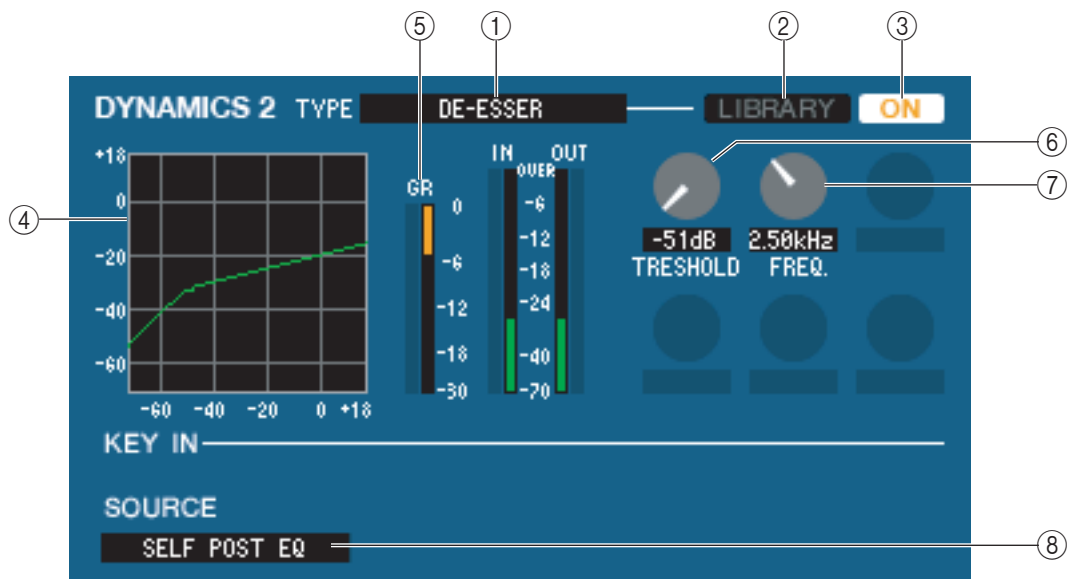 ⑤ ① ② ③
DYNAMICS 2 TYPE DE-ESSER LIBRARY ON
+18
0
-20
-40
-60
-60 -40 -20 0 +18
④
GR
0
-6
-12
-18
-30
IN OUT
OVER
-6
-12
-18
-24
-40
-70
⑥
⑦
-51dB 2.50kHz
TRESHOLD FREQ.
KEY IN
SOURCE
SELF POST EQ
⑧